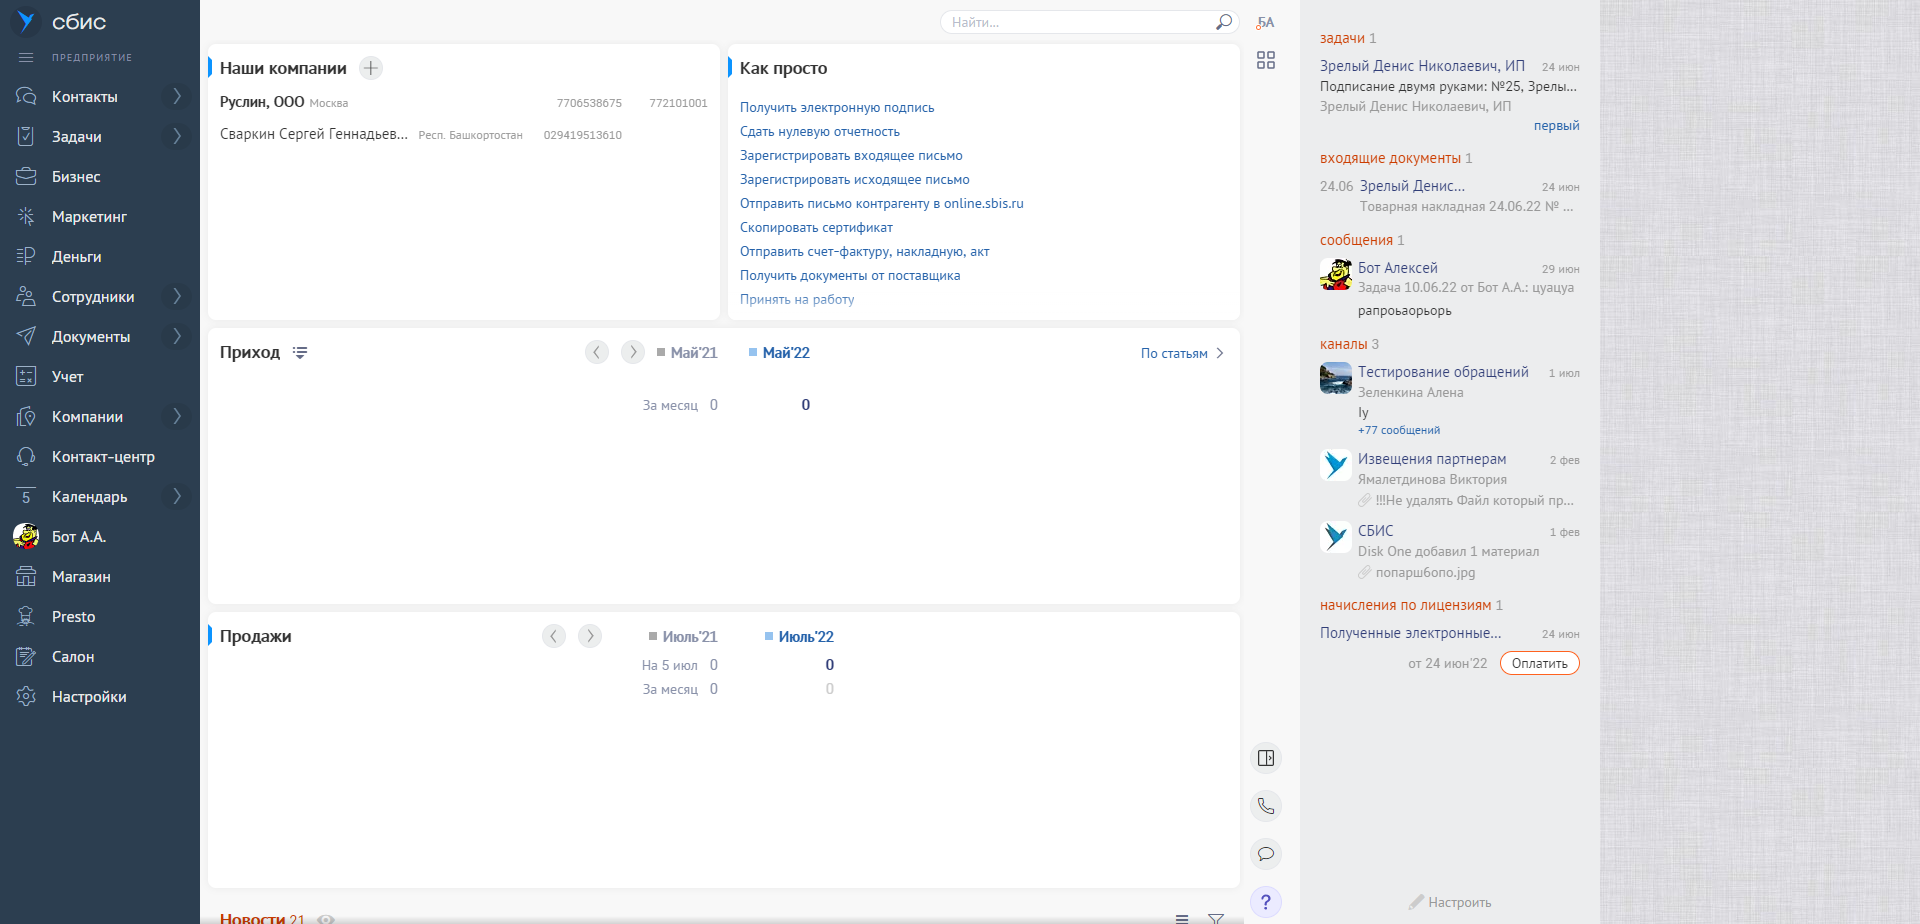 сбис
ПРЕДПРИЯТИЕ
Контакты
Задачи
Бизнес
Маркетинг
Деньги
Сотрудники
Документы
Учет
Компании
Контакт-центр
5 Календарь
Бот А.А.
Магазин
Presto
Салон
Настройки
Найти...
БА
Наши компании
Руслин, ООО Москва 7706538675 772101001
Сваркин Сергей Геннадьев... Респ. Башкортостан 029419513610
Как просто
Получить электронную подпись
Сдать нулевую отчетность
Зарегистрировать входящее письмо
Зарегистрировать исходящее письмо
Отправить письмо контрагенту в online.sbis.ru
Скопировать сертификат
Отправить счет-фактуру, накладную, акт
Получить документы от поставщика
Принять на работу
Приход Май'21 Май'22 По статьям
За месяц 0 0
Продажи Июль'21 Июль'22
На 5 июл 0 0
За месяц 0 0
Новости 21
?
задачи 1
Зрелый Денис Николаевич, ИП 24 июн
Подписание двумя руками: №25, Зрелы...
Зрелый Денис Николаевич, ИП
первый
входящие документы 1
24.06 Зрелый Денис... 24 июн
Товарная накладная 24.06.22 № ...
сообщения 1
Бот Алексей 29 июн
Задача 10.06.22 от Бот А.А.: цуацуа
рапроьаорьорь
каналы 3
Тестирование обращений 1 июл
Зеленкина Алена
Iy
+77 сообщений
Извещения партнерам 2 фев
Ямалетдинова Виктория
!!!Не удалять Файл который пр...
СБИС 1 фев
Disk One добавил 1 материал
попарш6опо.jpg
начисления по лицензиям 1
Полученные электронные... 24 июн
от 24 июн'22 Оплатить
Настроить